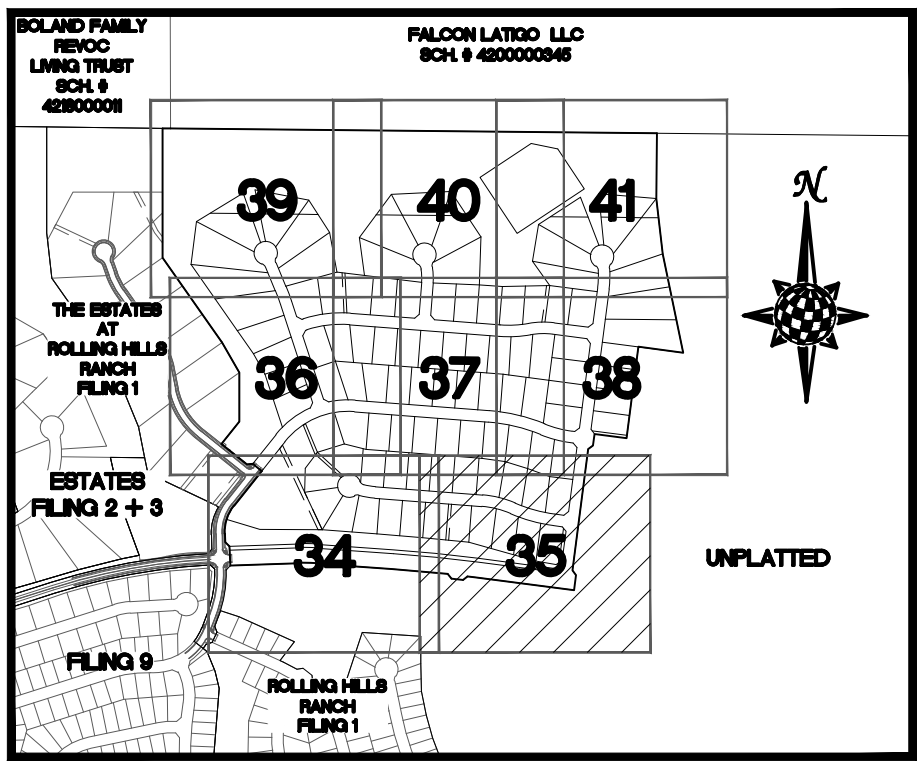 BOLAND FAMILY
REVOC
LIVING TRUST
SCH. #
4218000011
FALCON LATIGO LLC
SCH. # 4200000345
N
39
40
41
THE ESTATES
AT
ROLLING HILLS
RANCH
FILING 1
36
37
38
ESTATES
FILING 2 + 3
34
35
UNPLATTED
FILING 9
ROLLING HILLS
RANCH
FILING 1